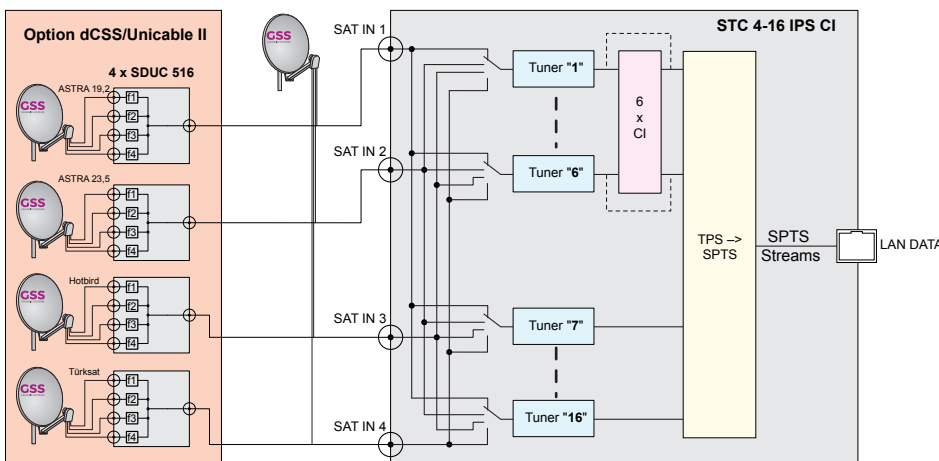 Option dCSS/Unicable II
4 x SDUC 516
ASTRA 19,2
GSS
f1
f2
f3
f4
ASTRA 23,5
GSS
f1
f2
f3
f4
Hotbird
GSS
f1
f2
f3
f4
Türksat
GSS
f1
f2
f3
f4
GSS
SAT IN 1
SAT IN 2
SAT IN 3
SAT IN 4
STC 4-16 IPS CI
Tuner "1"
Tuner "6"
Tuner "7"
Tuner "16"
6
x
CI
TPS –>
SPTS
SPTS
Streams
LAN DATA